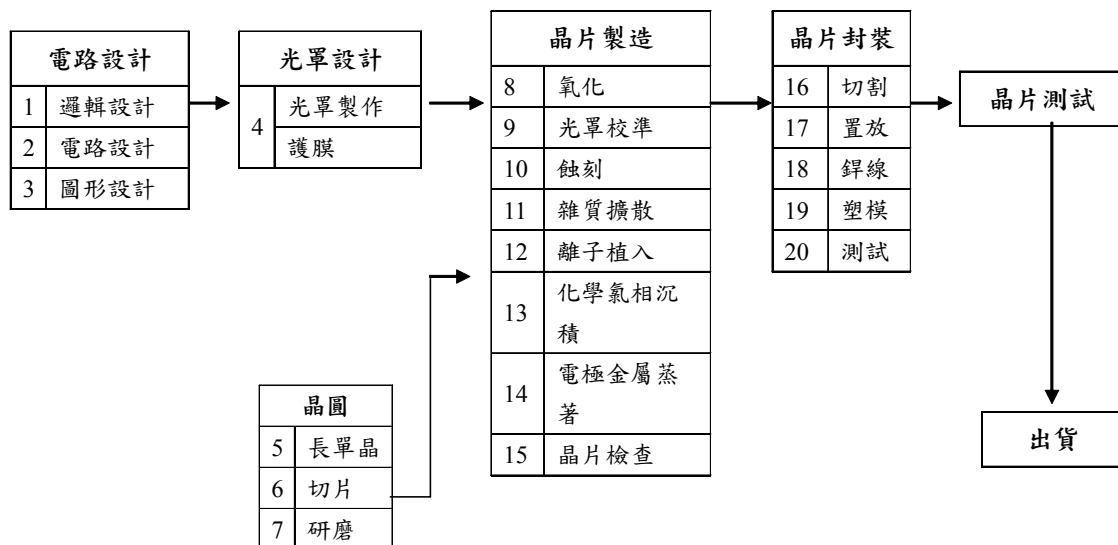 電路設計
1 邏輯設計
2 電路設計
3 圖形設計
光罩設計
4 光罩製作
護膜
晶圓
5 長單晶
6 切片
7 研磨
晶片製造
8 氧化
9 光罩校準
10 蝕刻
11 雜質擴散
12 離子植入
13 化學氣相沉
積
14 電極金屬蒸
著
15 晶片檢查
晶片封裝
16 切割
17 置放
18 銲線
19 塑模
20 測試
晶片測試
出貨